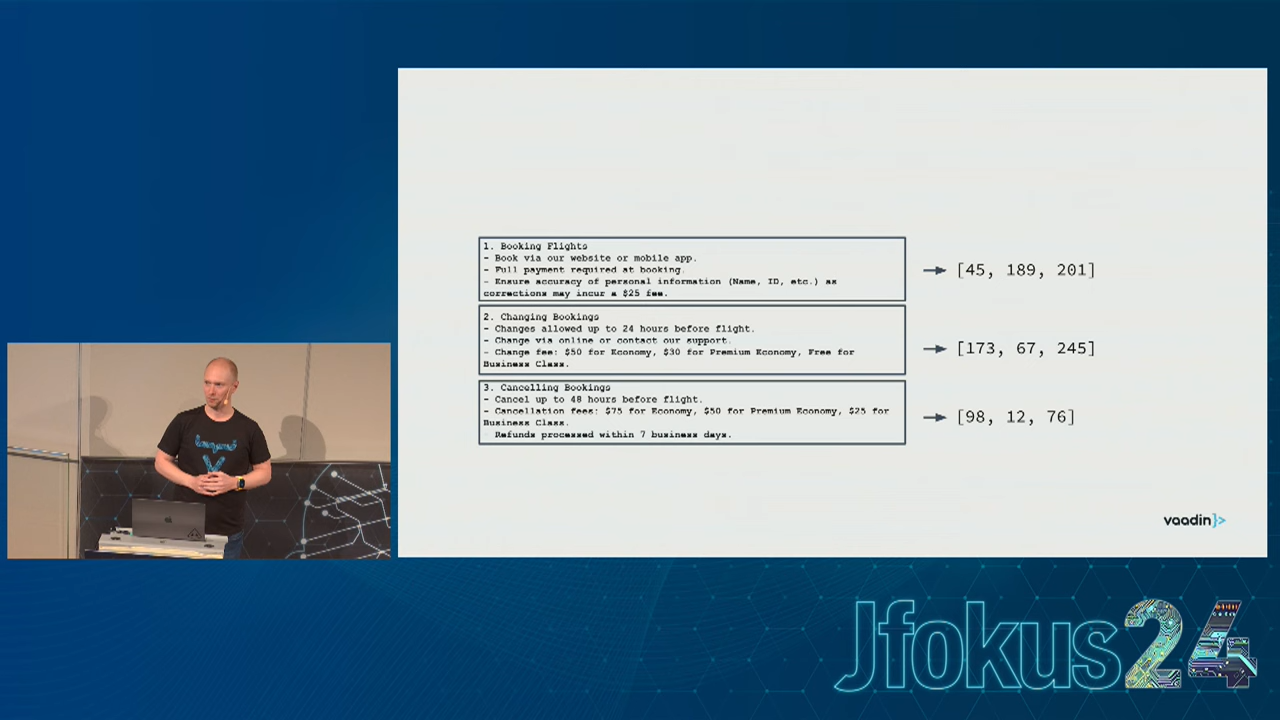 1. Booking Flights
- Book via our website or mobile app.
- Full payment required at booking.
- Ensure accuracy of personal information (Name, ID, etc.) as
corrections may incur a $25 fee.
[45, 189, 201]
2. Changing Bookings
- Changes allowed up to 24 hours before flight.
- Change via online or contact our support.
- Change fee: $50 for Economy, $30 for Premium Economy, Free for
Business Class.
[173, 67, 245]
3. Cancelling Bookings
- Cancel up to 48 hours before flight.
- Cancellation fees: $75 for Economy, $50 for Premium Economy, $25 for
Business Class.
Refunds processed within 7 business days.
[98, 12, 76]
vaadin}>
Jfokus24